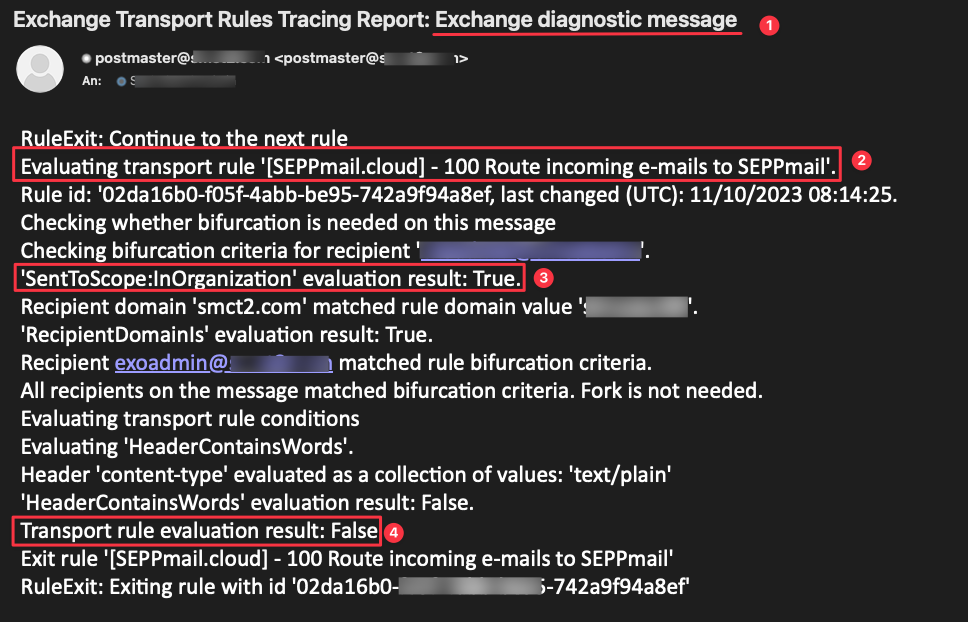 Exchange Transport Rules Tracing Report: Exchange diagnostic message 1
postmaster@ <postmaster@ >
An:
RuleExit: Continue to the next rule
Evaluating transport rule '[SEPPmail.cloud] - 100 Route incoming e-mails to SEPPmail'. 2
Rule id: '02da16b0-f05f-4abb-be95-742a9f94a8ef, last changed (UTC): 11/10/2023 08:14:25.
Checking whether bifurcation is needed on this message
Checking bifurcation criteria for recipient ' '.
'SentToScope:InOrganization' evaluation result: True. 3
Recipient domain 'smct2.com' matched rule domain value ' '.
'RecipientDomainIs' evaluation result: True.
Recipient exoadmin@ matched rule bifurcation criteria.
All recipients on the message matched bifurcation criteria. Fork is not needed.
Evaluating transport rule conditions
Evaluating 'HeaderContainsWords'.
Header 'content-type' evaluated as a collection of values: 'text/plain'
'HeaderContainsWords' evaluation result: False.
Transport rule evaluation result: False 4
Exit rule '[SEPPmail.cloud] - 100 Route incoming e-mails to SEPPmail'
RuleExit: Exiting rule with id '02da16b0- -742a9f94a8ef'